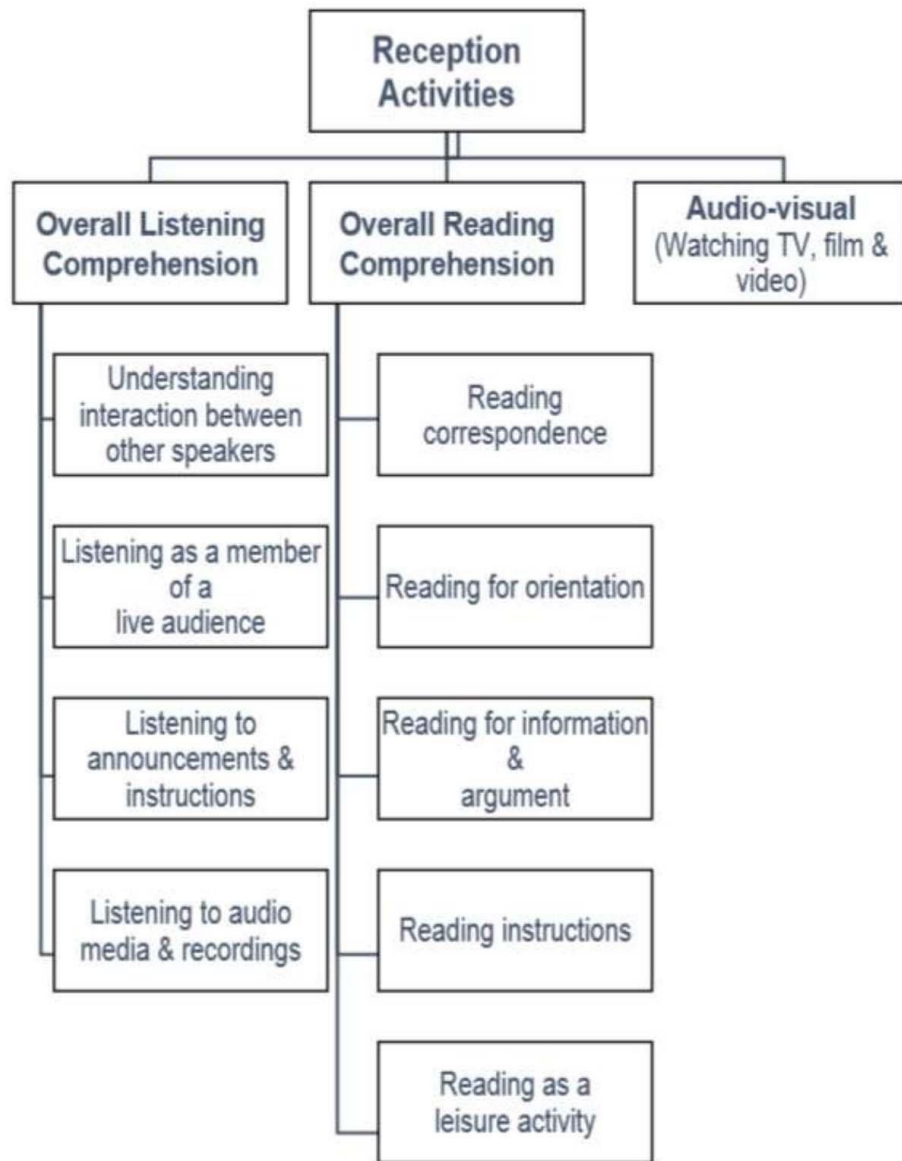 Reception
Activities
Overall Listening
Comprehension
Overall Reading
Comprehension
Audio-visual
(Watching TV, film &
video)
Understanding
interaction between
other speakers
Listening as a member
of a
live audience
Listening to
announcements &
instructions
Listening to audio
media & recordings
Reading
correspondence
Reading for orientation
Reading for information
&
argument
Reading instructions
Reading as a
leisure activity